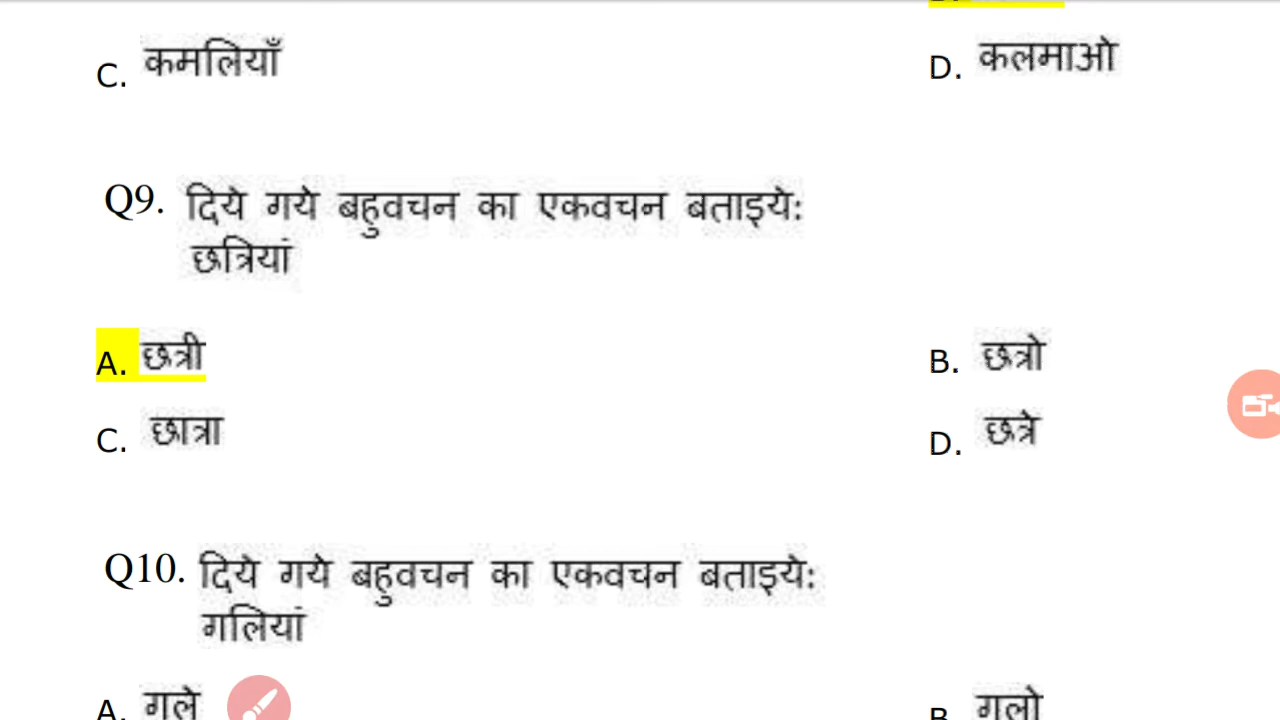 C. कमलियाँ
D. कलमाओ
Q9. दिये गये बहुवचन का एकवचन बताइये:
छत्रियां
A. छत्री
B. छत्रो
C. छात्रा
D. छत्रे
Q10. दिये गये बहुवचन का एकवचन बताइये:
गलियां
A. गले
B. गलो